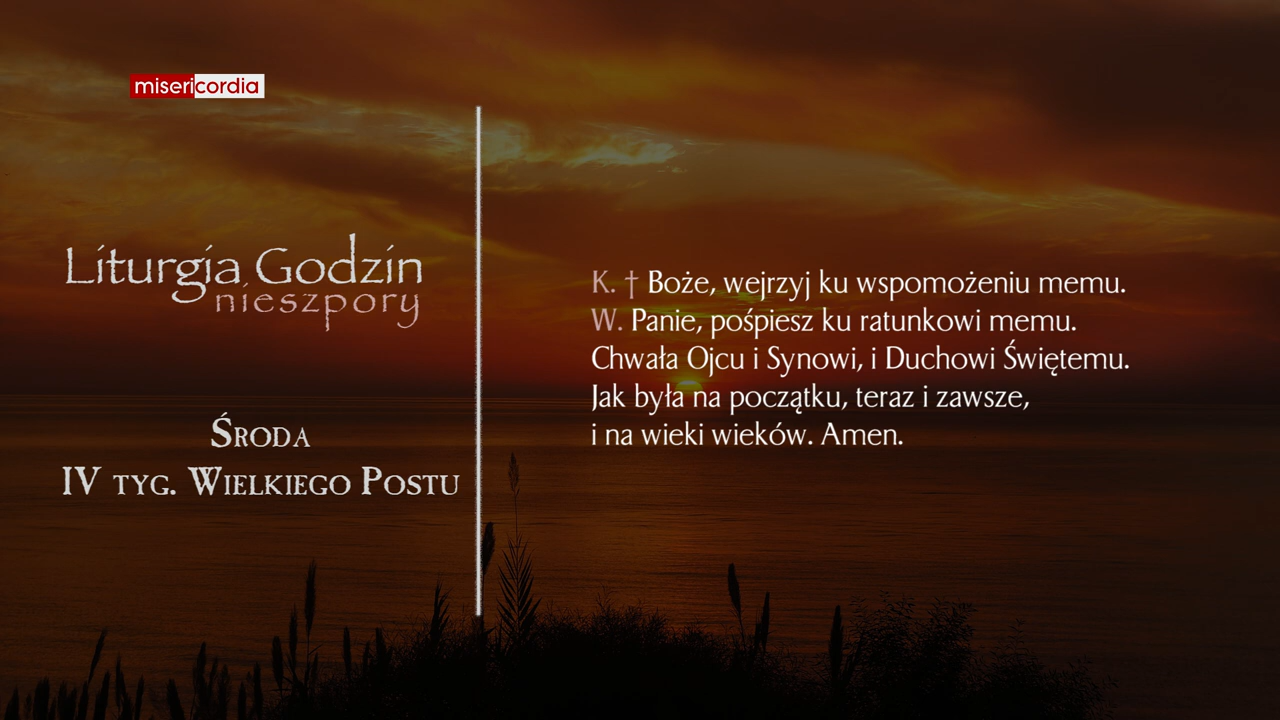 misericordia
Liturgia Godzin
nieszpory
Środa
IV tyg. Wielkiego Postu
K. † Boże, wejrzyj ku wspomożeniu memu.
W. Panie, pośpiesz ku ratunkowi memu.
Chwała Ojcu i Synowi, i Duchowi Świętemu.
Jak była na początku, teraz i zawsze,
i na wieki wieków. Amen.